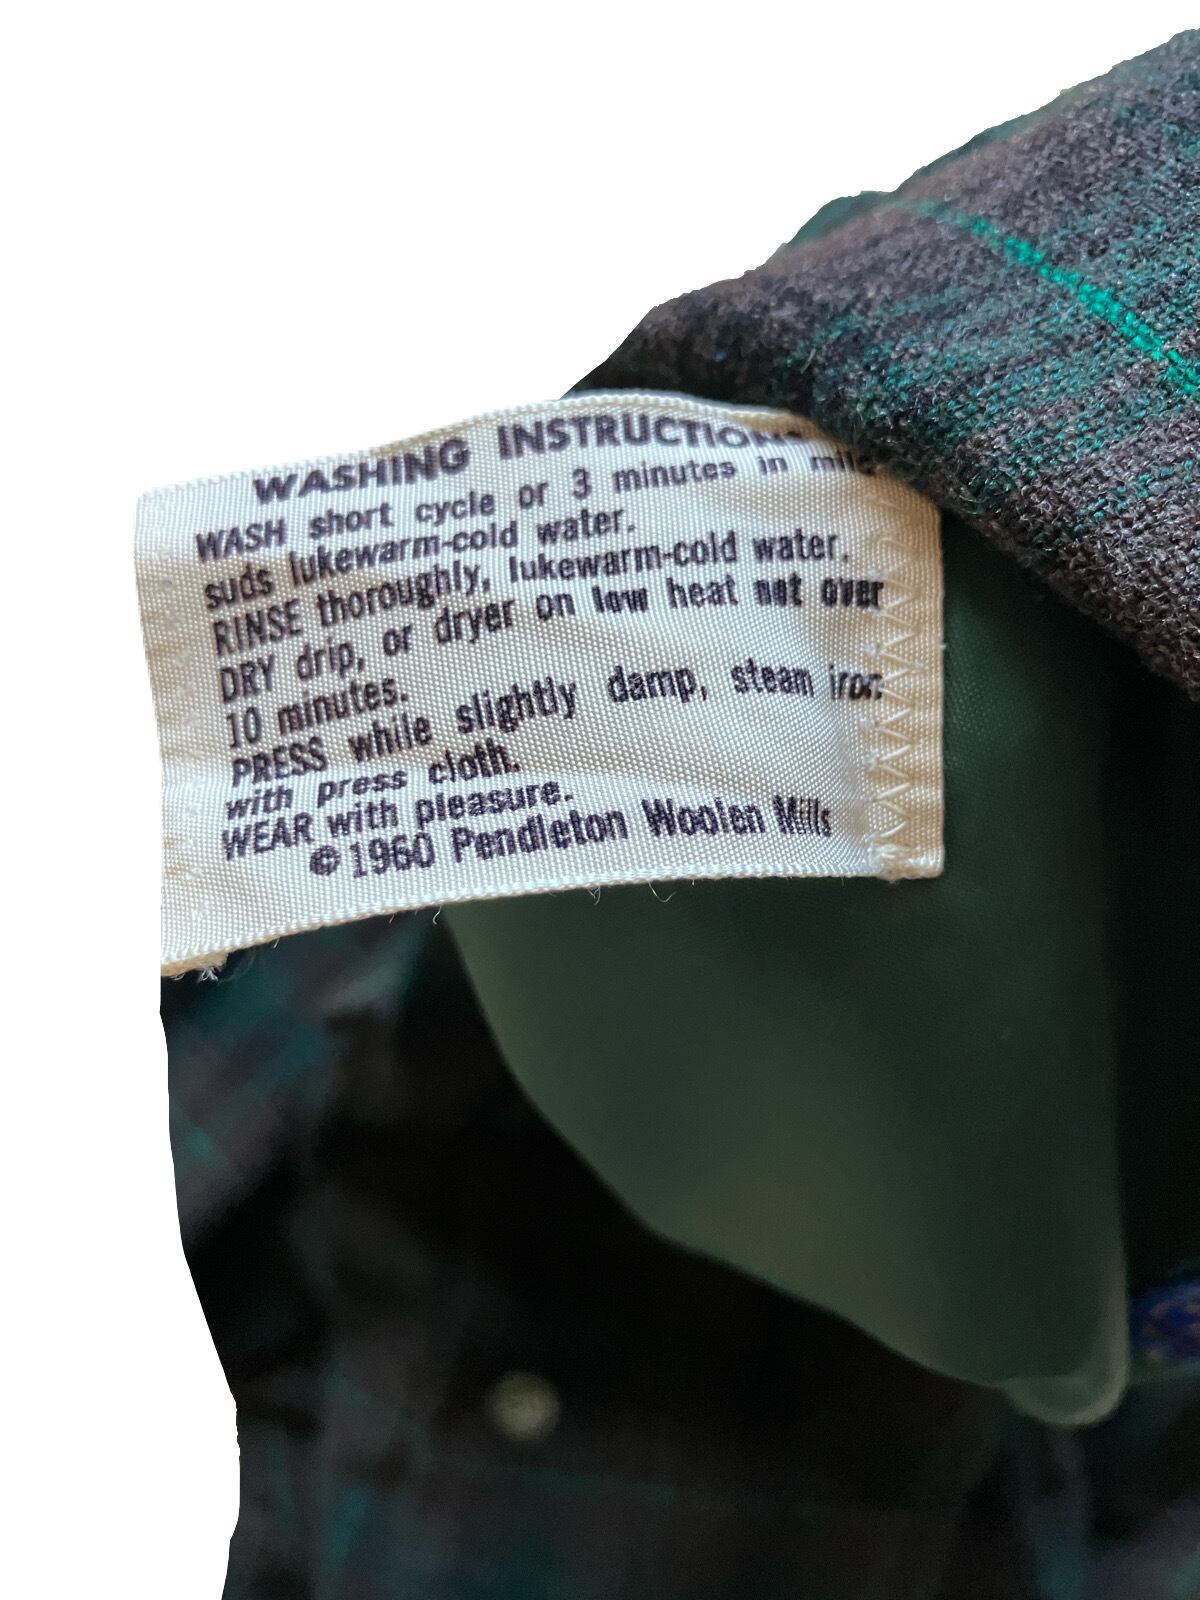 WASHING INSTRUCTIONS
WASH short cycle or 3 minutes in mild
suds lukewarm-cold water.
RINSE thoroughly, lukewarm-cold water.
DRY drip, or dryer on low heat not over
10 minutes.
PRESS while slightly damp, steam iron
with press cloth.
WEAR with pleasure.
©1960 Pendleton Woolen Mills